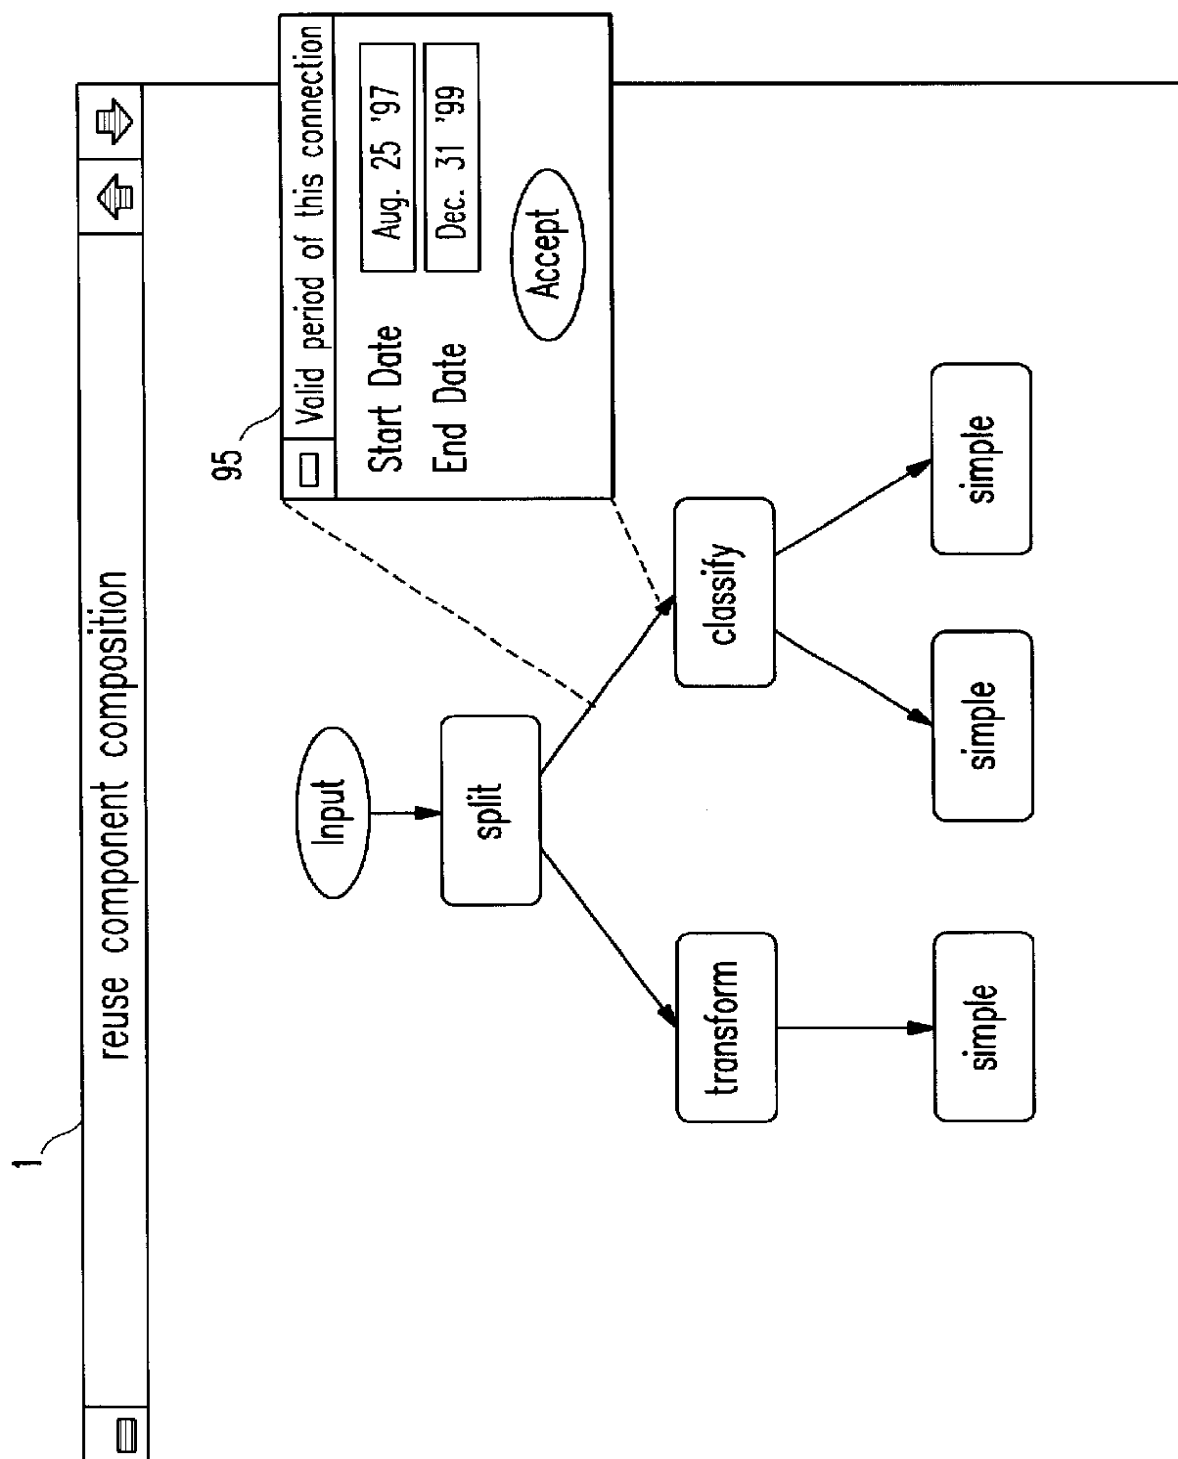 1
reuse component composition
95
Valid period of this connection
Start Date
Aug. 25 '97
End Date
Dec. 31 '99
Accept
Input
split
transform
classify
simple
simple
simple